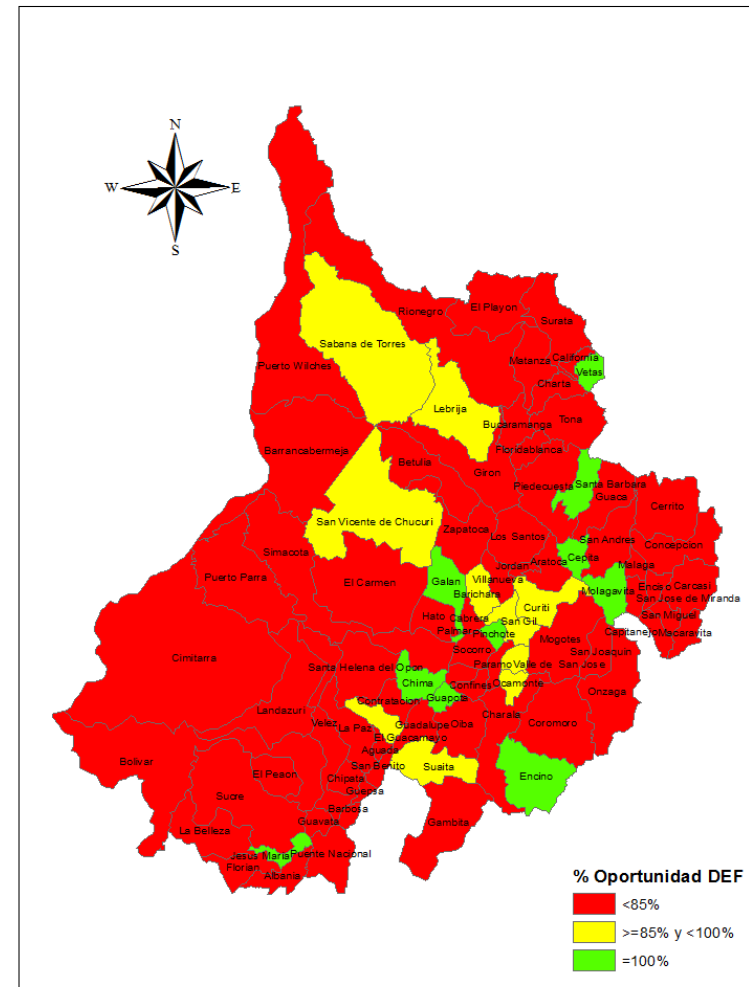 N
W
E
S
Rionegro
El Playon
Surata
Sabana de Torres
Matanza
California
Vetas
Puerto Wilches
Charta
Lebrija
Bucaramanga
Tona
Barrancabermeja
Betulia
Floridablanca
Giron
Piedecuesta
Santa Barbara
Guaca
Cerrito
San Vicente de Chucuri
Zapatoca
Los Santos
San Andres
Concepcion
Simacota
Cepita
Jordan
Aratoca
Malaga
Puerto Parra
El Carmen
Galan
Villanueva
Molagavita
Enciso
Carcasi
Barichara
San Jose de Miranda
Curiti
Hato
Cabrera
San Gil
San Miguel
Palmar
Pinchote
Mogotes
Capitanejo
Macaravita
Socorro
San Joaquin
Cimitarra
Santa Helena del Opon
Paramo
Valle de San Jose
Chima
Confines
Ocamonte
Onzaga
Guapota
Contratacion
Landazuri
Charala
Coromoro
Velez
La Paz
Guadalupe
Oiba
El Guacamayo
Aguada
Bolivar
San Benito
Suaita
El Peaon
Chipata
Encino
Guepsa
Sucre
Barbosa
Guavata
Gambita
La Belleza
Jesus Maria
Puente Nacional
Florian
Albania
% Oportunidad DEF
<85%
>=85% y <100%
=100%